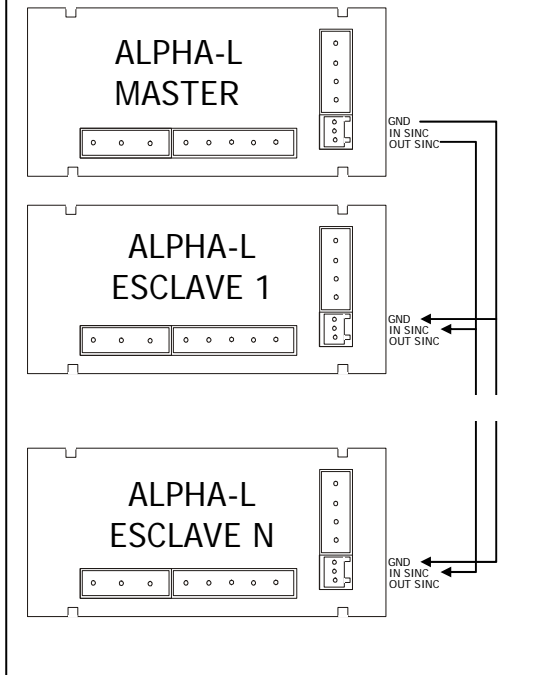 ALPHA-L
MASTER
GND
IN SINC
OUT SINC
ALPHA-L
ESCLAVE 1
GND
IN SINC
OUT SINC
ALPHA-L
ESCLAVE N
GND
IN SINC
OUT SINC